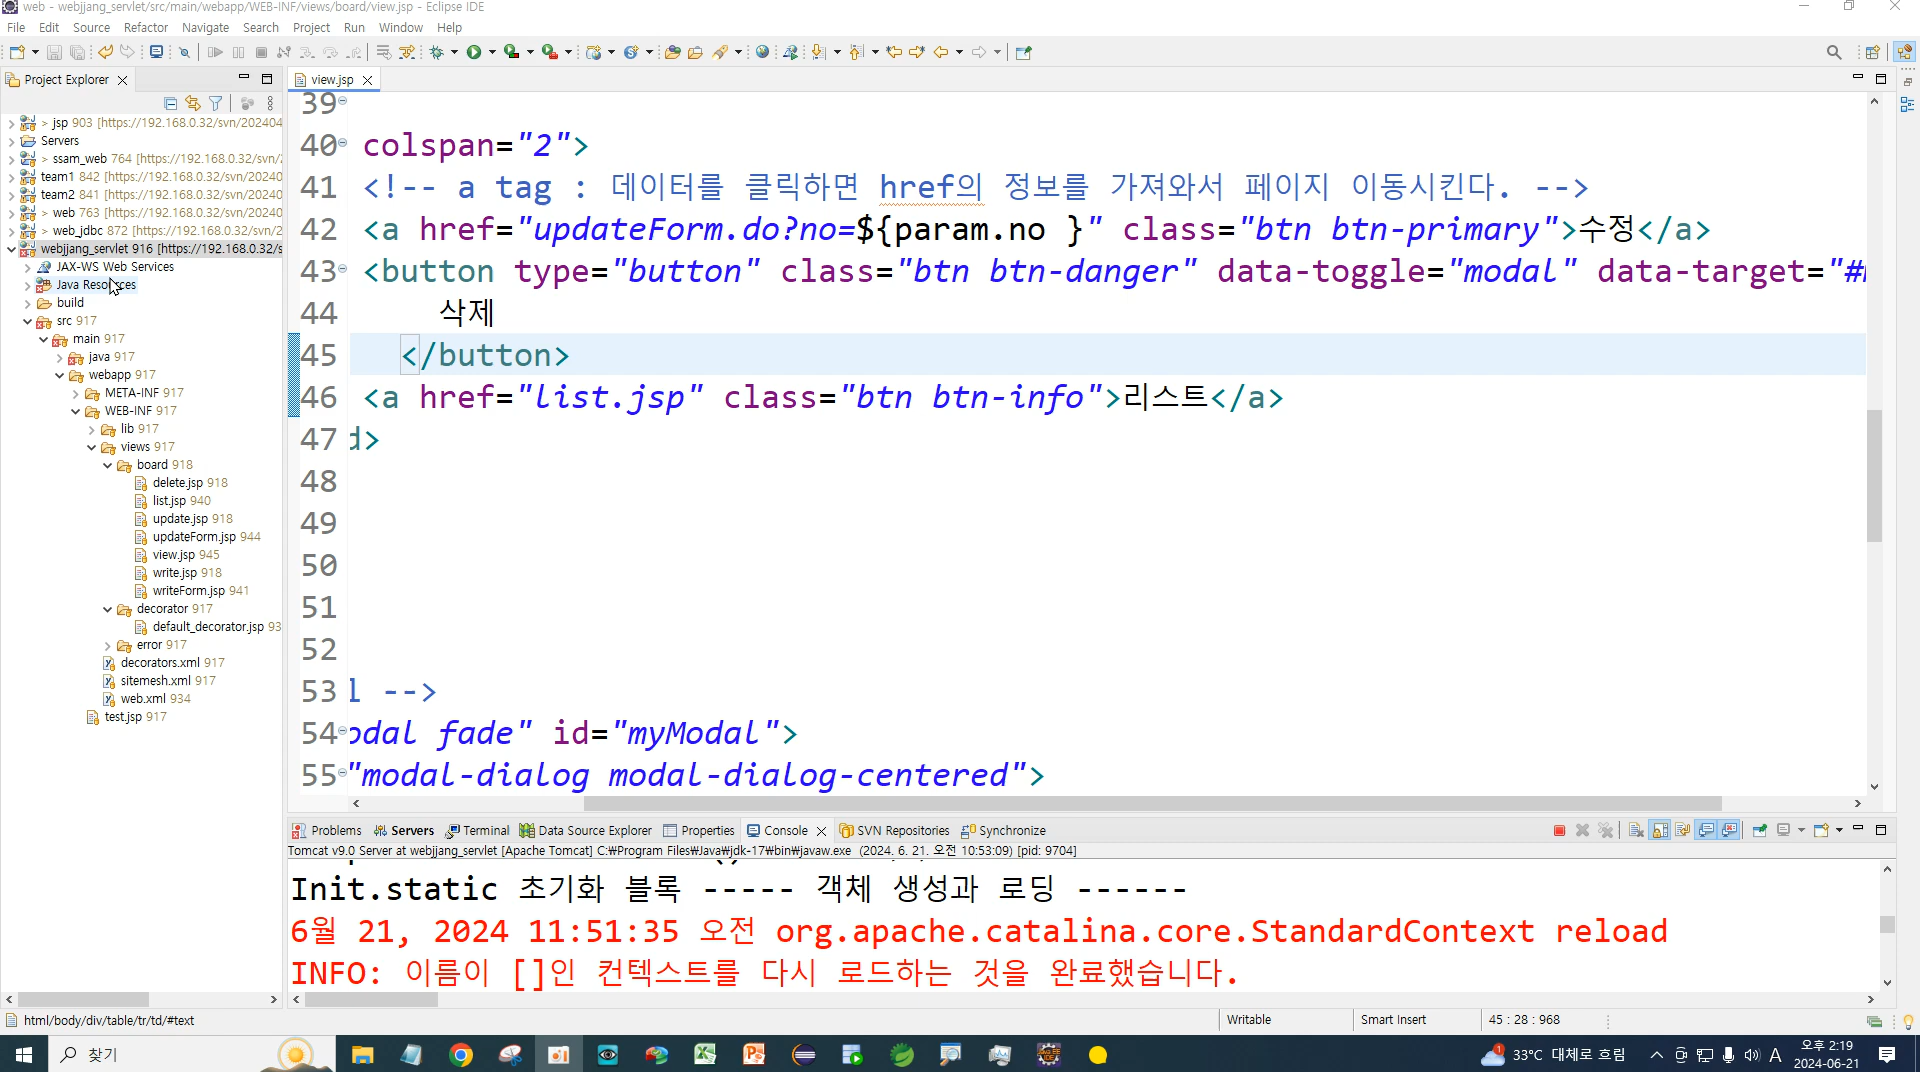 web - webjjang_servlet/src/main/webapp/WEB-INF/views/board/view.jsp - Eclipse IDE
File Edit Source Refactor Navigate Search Project Run Window Help
Project Explorer
> jsp 903 [https://192.168.0.32/svn/202404
Servers
> ssam_web 764 [https://192.168.0.32/svn/
team1 842 [https://192.168.0.32/svn/20240
team2 841 [https://192.168.0.32/svn/20240
> web 763 [https://192.168.0.32/svn/20240
> web_jdbc 872 [https://192.168.0.32/svn/2
webjjang_servlet 916 [https://192.168.0.32/s
JAX-WS Web Services
Java Resources
build
src 917
main 917
java 917
webapp 917
META-INF 917
WEB-INF 917
lib 917
views 917
board 918
delete.jsp 918
list.jsp 940
update.jsp 918
updateForm.jsp 944
view.jsp 945
write.jsp 918
writeForm.jsp 941
decorator 917
default_decorator.jsp 93
error 917
decorators.xml 917
sitemesh.xml 917
web.xml 934
test.jsp 917
view.jsp
39
40 colspan="2">
41 <!-- a tag : 데이터를 클릭하면 href의 정보를 가져와서 페이지 이동시킨다. -->
42 <a href="updateForm.do?no=${param.no }" class="btn btn-primary">수정</a>
43 <button type="button" class="btn btn-danger" data-toggle="modal" data-target="#
44 삭제
45 </button>
46 <a href="list.jsp" class="btn btn-info">리스트</a>
47 d>
48
49
50
51
52
53 l -->
54 odal fade" id="myModal">
55 "modal-dialog modal-dialog-centered">
Problems Servers Terminal Data Source Explorer Properties Console SVN Repositories Synchronize
Tomcat v9.0 Server at webjjang_servlet [Apache Tomcat] C:₩Program Files₩Java₩jdk-17₩bin₩javaw.exe (2024. 6. 21. 오전 10:53:09) [pid: 9704]
Init.static 초기화 블록 ----- 객체 생성과 로딩 ------
6월 21, 2024 11:51:35 오전 org.apache.catalina.core.StandardContext reload
INFO: 이름이 []인 컨텍스트를 다시 로드하는 것을 완료했습니다.
html/body/div/table/tr/td/#text
Writable
Smart Insert
45 : 28 : 968
찾기
33°C 대체로 흐림
A
오후 2:19
2024-06-21